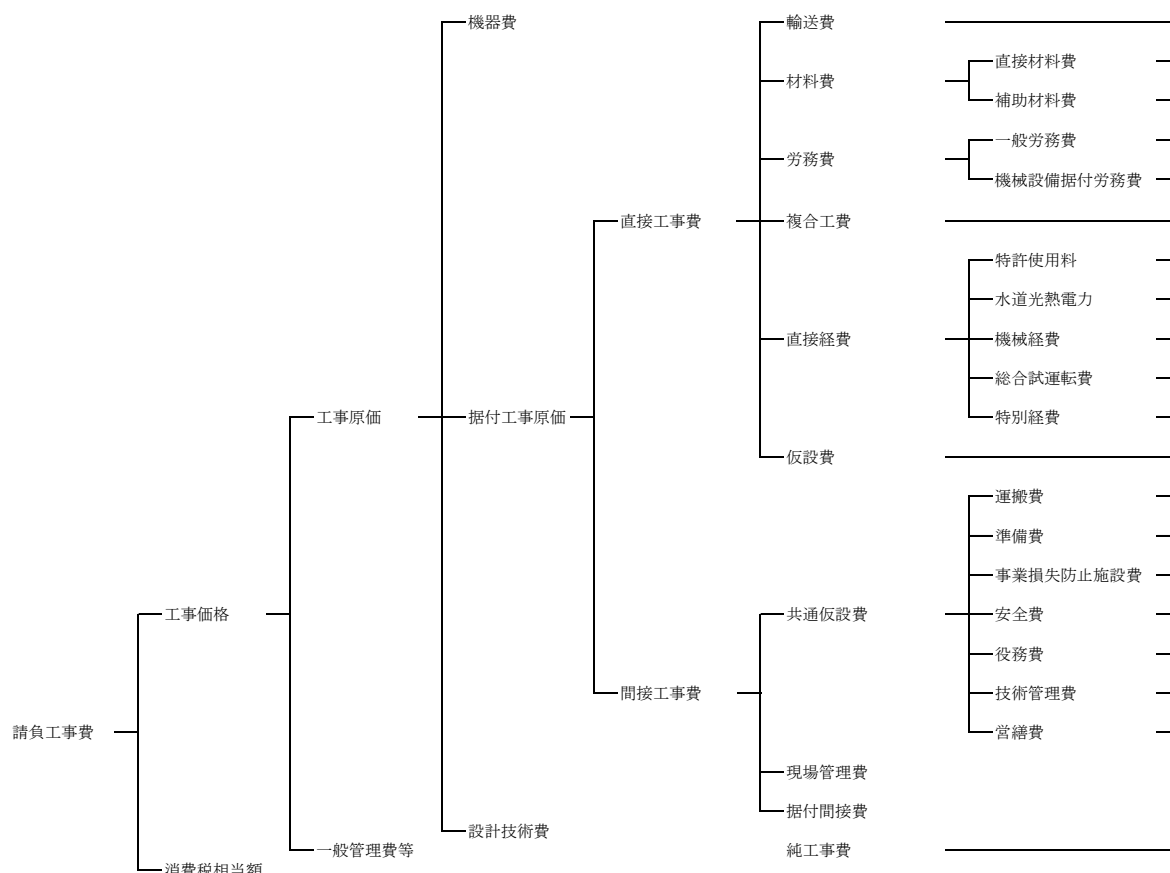 機器費
輸送費
直接材料費
材料費
補助材料費
一般労務費
労務費
機械設備据付労務費
直接工事費
複合工費
特許使用料
水道光熱電力
直接経費
機械経費
総合試運転費
工事原価
据付工事原価
特別経費
仮設費
運搬費
準備費
事業損失防止施設費
工事価格
共通仮設費
安全費
役務費
間接工事費
技術管理費
請負工事費
営繕費
現場管理費
据付間接費
設計技術費
一般管理費等
純工事費
消費税相当額